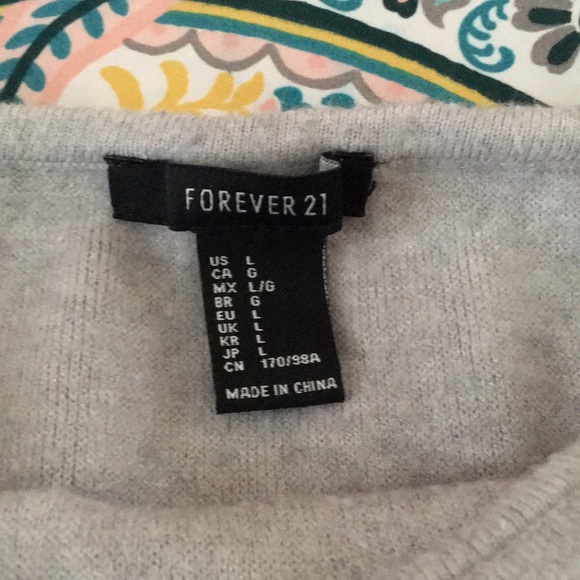 FOREVER 21
US L
CA G
MX L/G
BR G
EU L
UK L
KR L
JP L
CN 170/98A
MADE IN CHINA